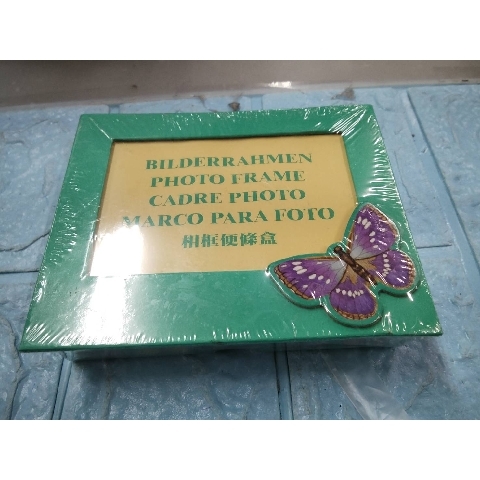 BILDERRAHMEN
PHOTO FRAME
CADRE PHOTO
MARCO PARA FOTO
相框便條盒